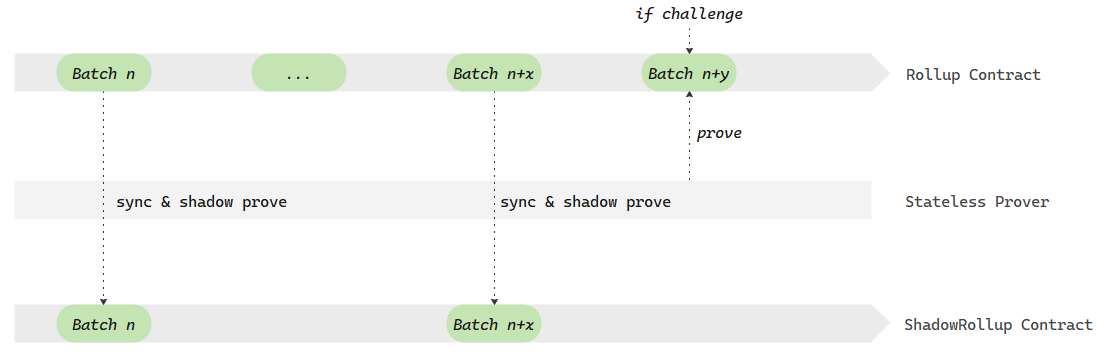 if challenge
Batch n
...
Batch n+x
Batch n+y
Rollup Contract
prove
sync & shadow prove
sync & shadow prove
Stateless Prover
Batch n
Batch n+x
ShadowRollup Contract